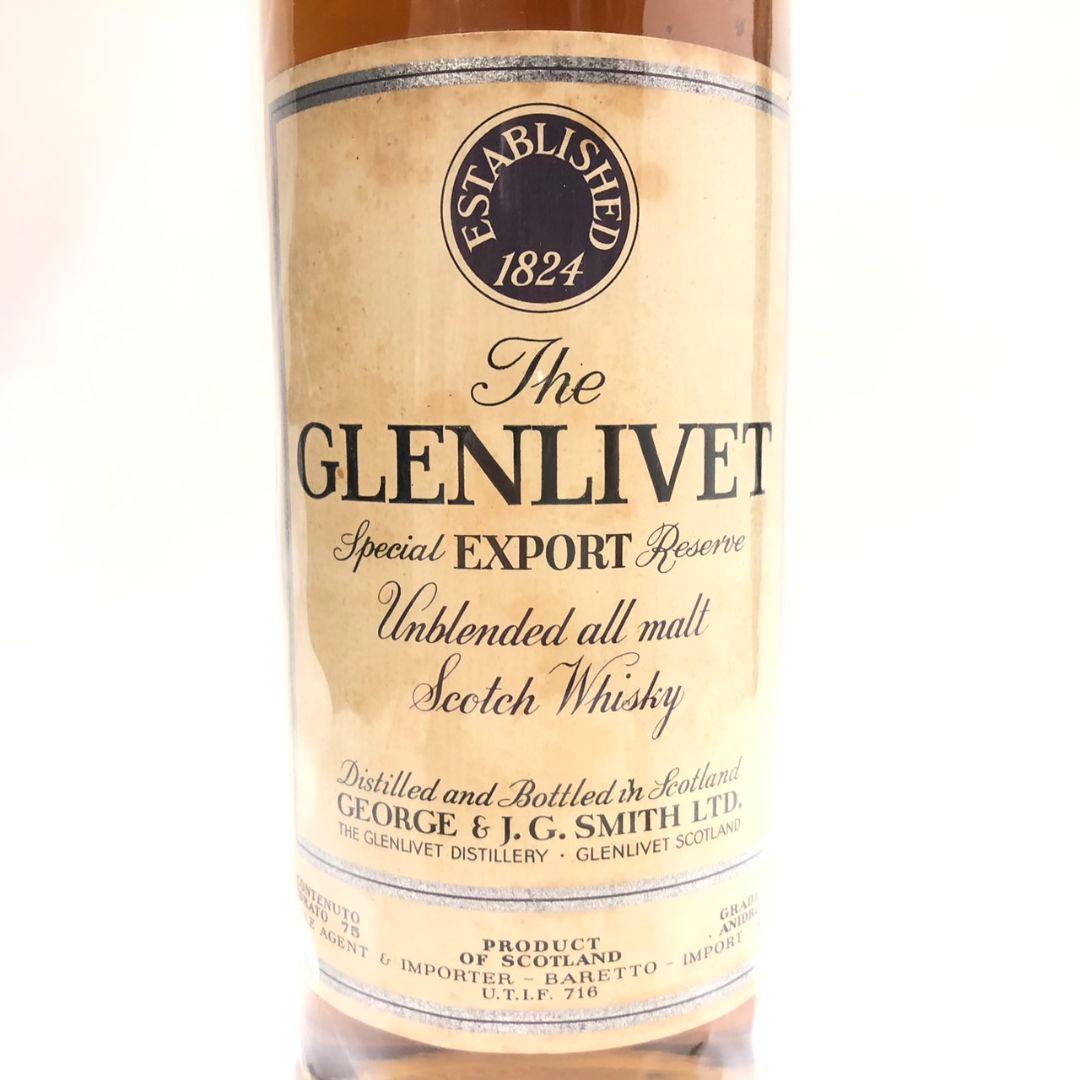 ESTABLISHED
1824
The
GLENLIVET
Special EXPORT Reserve
Unblended all malt
Scotch Whisky
Distilled and Bottled in Scotland
GEORGE & J. G. SMITH LTD.
THE GLENLIVET DISTILLERY · GLENLIVET SCOTLAND
75
PRODUCT
OF SCOTLAND
AGENT & IMPORTER - BARETTO - IMPORT
U.T.I.F. 716